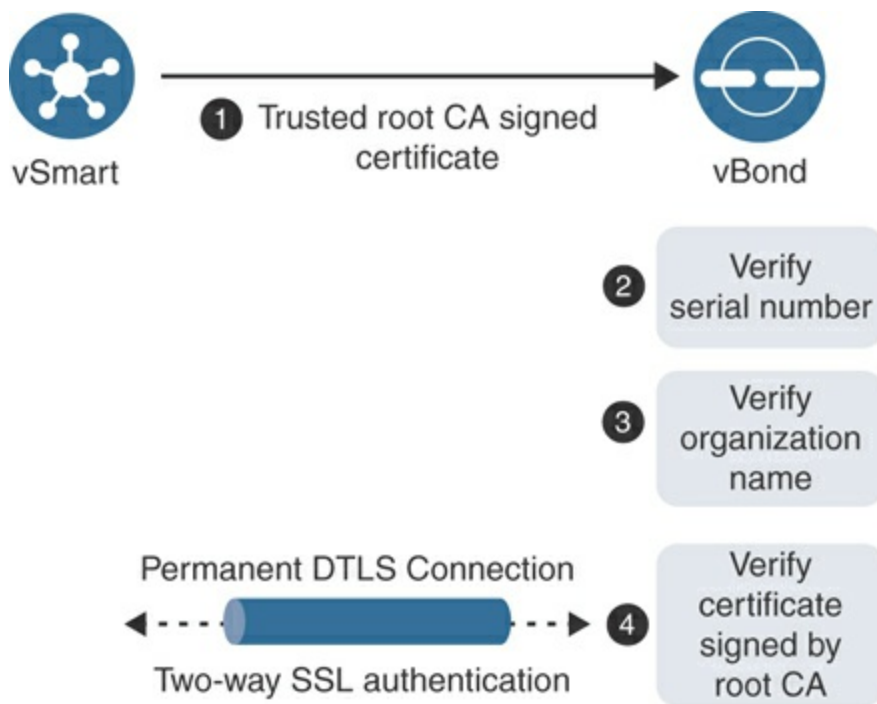 vSmart
1 Trusted root CA signed
certificate
vBond
2 Verify
serial number
3 Verify
organization
name
Permanent DTLS Connection
Two-way SSL authentication
4 Verify
certificate
signed by
root CA